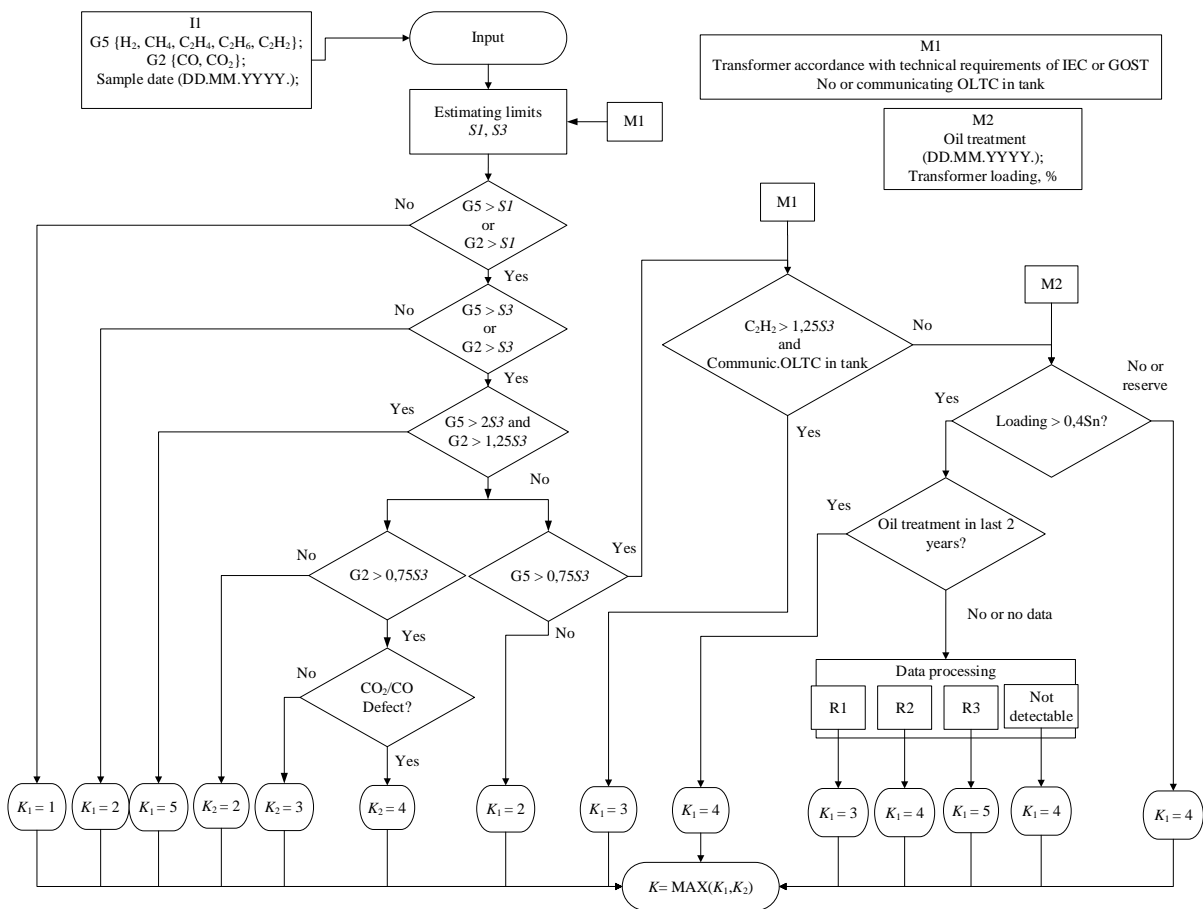 I1
G5 {H₂, CH₄, C₂H₄, C₂H₆, C₂H₂};
G2 {CO, CO₂};
Sample date (DD.MM.YYYY.);
Input
M1
Transformer accordance with technical requirements of IEC or GOST
No or communicating OLTC in tank
M2
Oil treatment
(DD.MM.YYYY.);
Transformer loading, %
Estimating limits
S1, S3
M1
No
G5 > S1
or
G2 > S1
Yes
M1
No
G5 > S3
or
G2 > S3
Yes
C₂H₂ > 1,25S3
and
Communic.OLTC in tank
No
Yes
M2
Yes
G5 > 2S3 and
G2 > 1,25S3
No
Yes
Loading > 0,4Sn?
No or
reserve
Yes
Oil treatment in last 2
years?
No or no data
No
G2 > 0,75S3
Yes
G5 > 0,75S3
Yes
No
No
CO₂/CO
Defect?
Yes
Data processing
R1
R2
R3
Not
detectable
K₁ = 1
K₁ = 2
K₁ = 5
K₂ = 2
K₂ = 3
K₂ = 4
K₁ = 2
K₁ = 3
K₁ = 4
K₁ = 3
K₁ = 4
K₁ = 5
K₁ = 4
K₁ = 4
K= MAX(K₁,K₂)